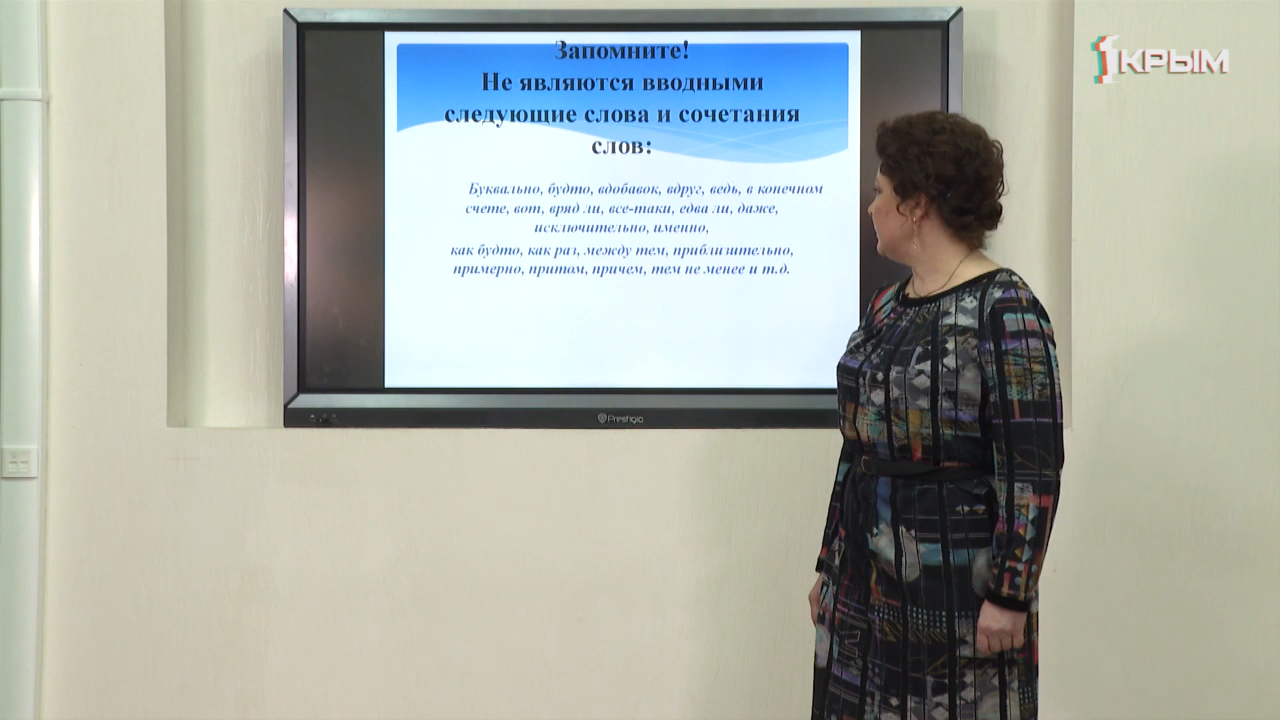 Запомните!
Не являются вводными
следующие слова и сочетания
слов:
Буквально, будто, вдобавок, вдруг, ведь, в конечном
счете, вот, вряд ли, все-таки, едва ли, даже,
исключительно, именно,
как будто, как раз, между тем, приблизительно,
примерно, притом, причем, тем не менее и т.д.
Prestigio
1 КРЫМ